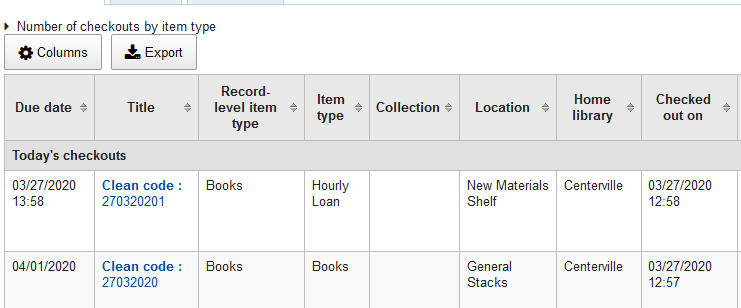 Number of checkouts by item type
Columns Export
Due date Title Record-level item type Item type Collection Location Home library Checked out on
Today's checkouts
03/27/2020 13:58 Clean code : 270320201 Books Hourly Loan New Materials Shelf Centerville 03/27/2020 12:58
04/01/2020 Clean code : 27032020 Books Books General Stacks Centerville 03/27/2020 12:57